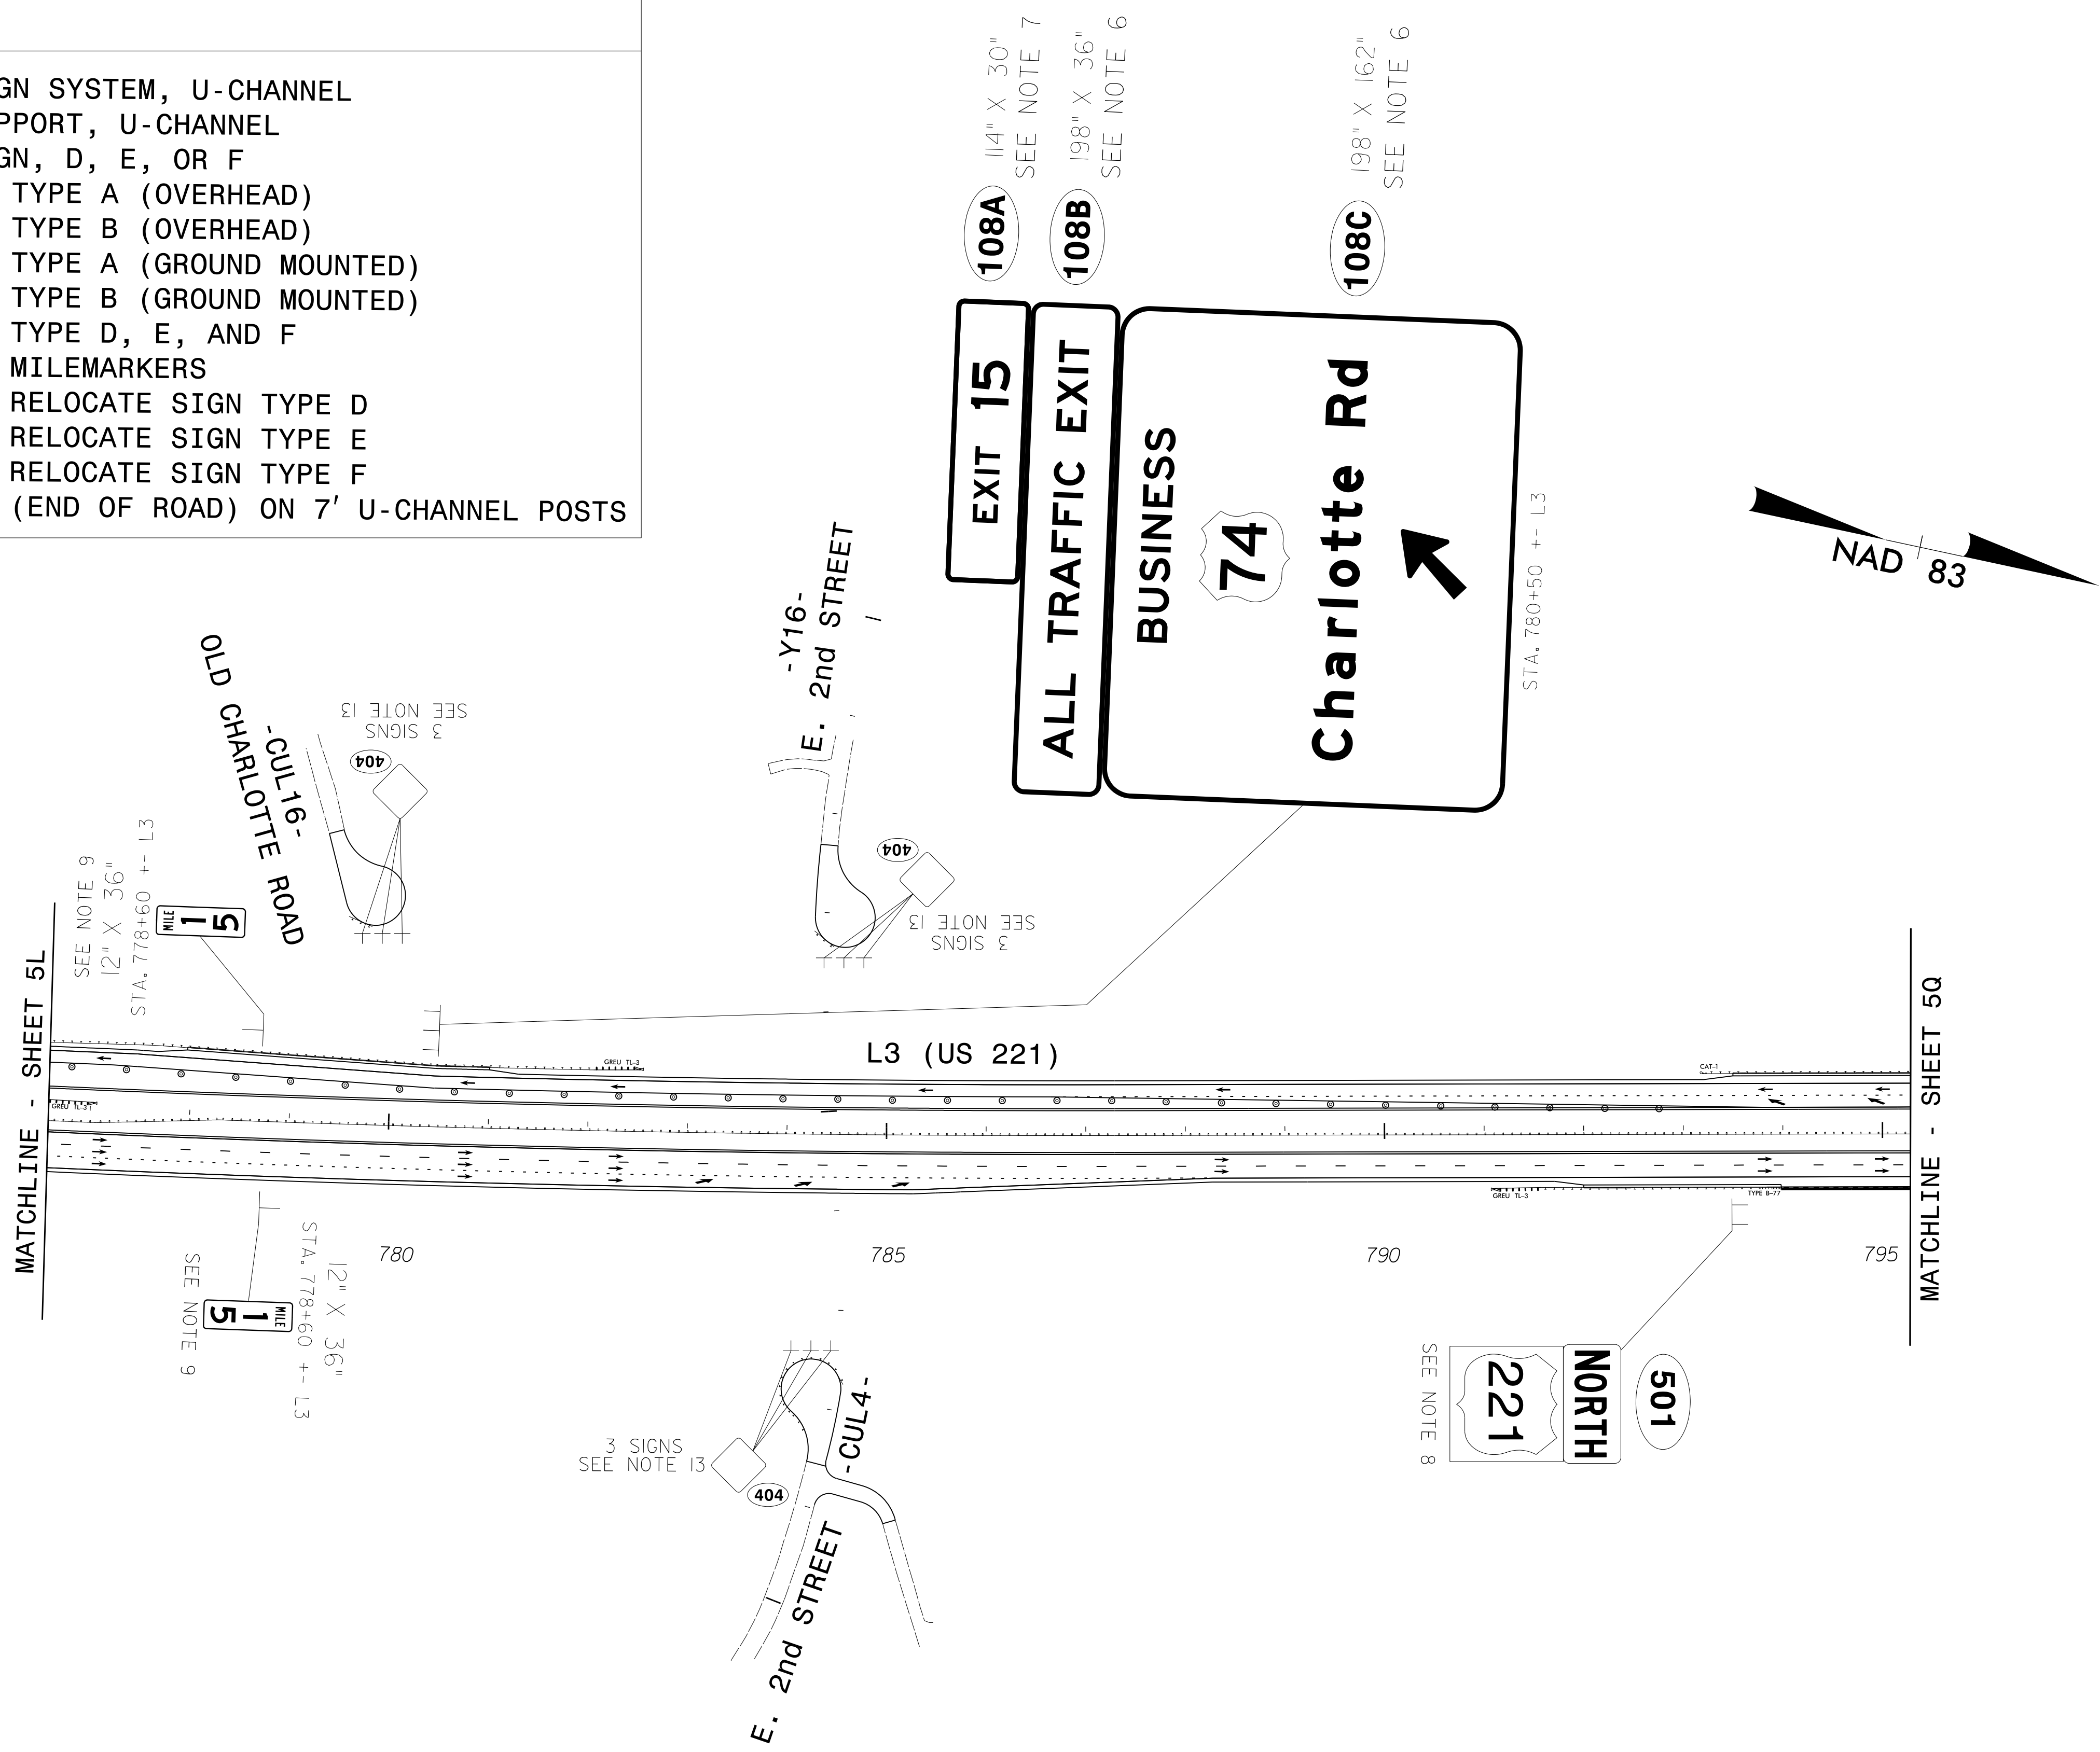 GN SYSTEM, U-CHANNEL
PPORT, U-CHANNEL
GN, D, E, OR F
TYPE A (OVERHEAD)
TYPE B (OVERHEAD)
TYPE A (GROUND MOUNTED)
TYPE B (GROUND MOUNTED)
TYPE D, E, AND F
MILEMARKERS
RELOCATE SIGN TYPE D
RELOCATE SIGN TYPE E
RELOCATE SIGN TYPE F
(END OF ROAD) ON 7' U-CHANNEL POSTS
114" X 30"
SEE NOTE 7
108A
198" X 36"
SEE NOTE 6
108B
198" X 162"
SEE NOTE 6
108C
EXIT 15
ALL TRAFFIC EXIT
BUSINESS
74
Charlotte Rd
STA. 780+50 +- L3
NAD 83
-CUL16-
OLD CHARLOTTE ROAD
404
3 SIGNS
SEE NOTE 13
-Y16-
E. 2nd STREET
404
3 SIGNS
SEE NOTE 13
SEE NOTE 9
12" X 36"
STA. 778+60 +- L3
MILE
1
5
MATCHLINE - SHEET 5L
L3 (US 221)
GREU TL-3
CAT-1
GREU TL-3
GREU TL-3
TYPE B-77
MATCHLINE - SHEET 5Q
780
785
790
795
12" X 36"
STA. 778+60 +- L3
MILE
1
5
SEE NOTE 9
3 SIGNS
SEE NOTE 13
404
-CUL4-
E. 2nd STREET
501
NORTH
221
SEE NOTE 8